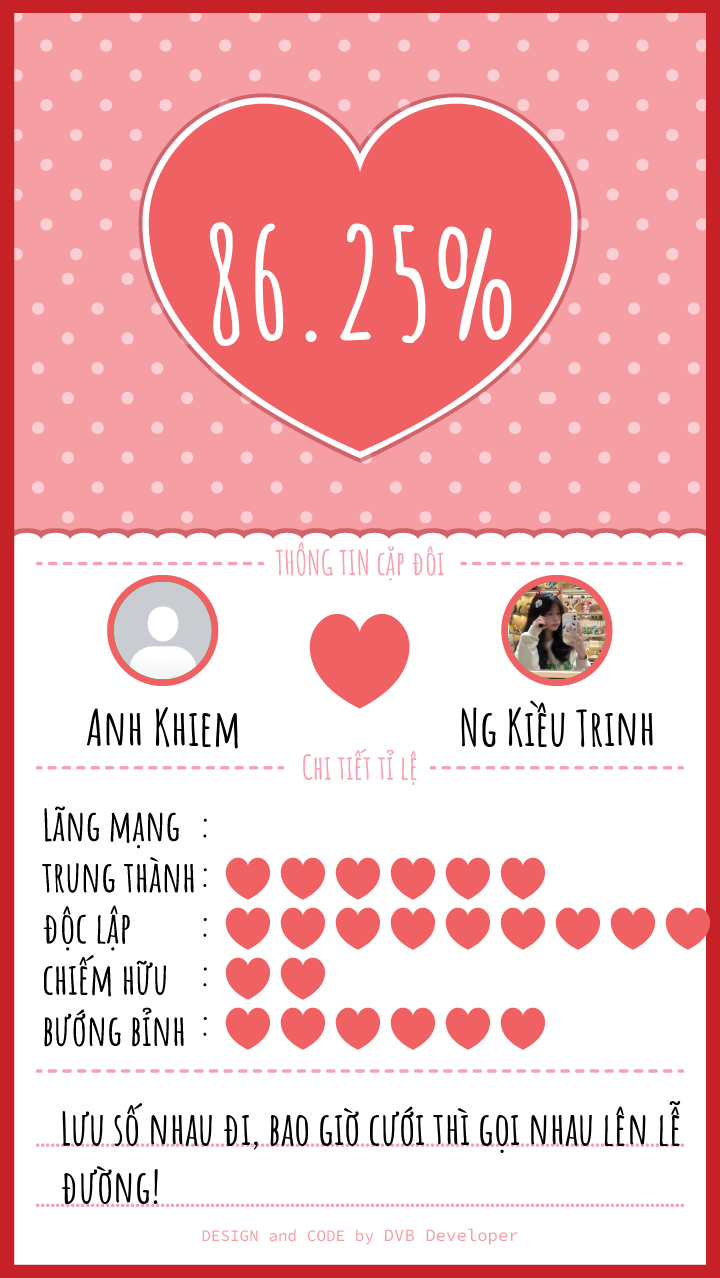 86.25%
THÔNG TIN CẶP ĐÔI
ANH KHIEM
NG KIỀU TRINH
CHI TIẾT TỈ LỆ
LÃNG MẠNG :
TRUNG THÀNH :
ĐỘC LẬP :
CHIẾM HỮU :
BƯỚNG BỈNH :
LƯU SỐ NHAU ĐI, BAO GIỜ CƯỚI THÌ GỌI NHAU LÊN LỄ
ĐƯỜNG!
DESIGN and CODE by DVB Developer